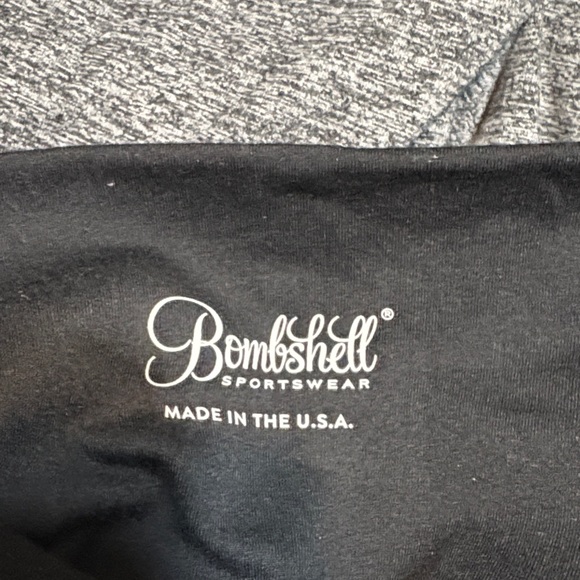 Bombshell®
SPORTSWEAR
MADE IN THE U.S.A.